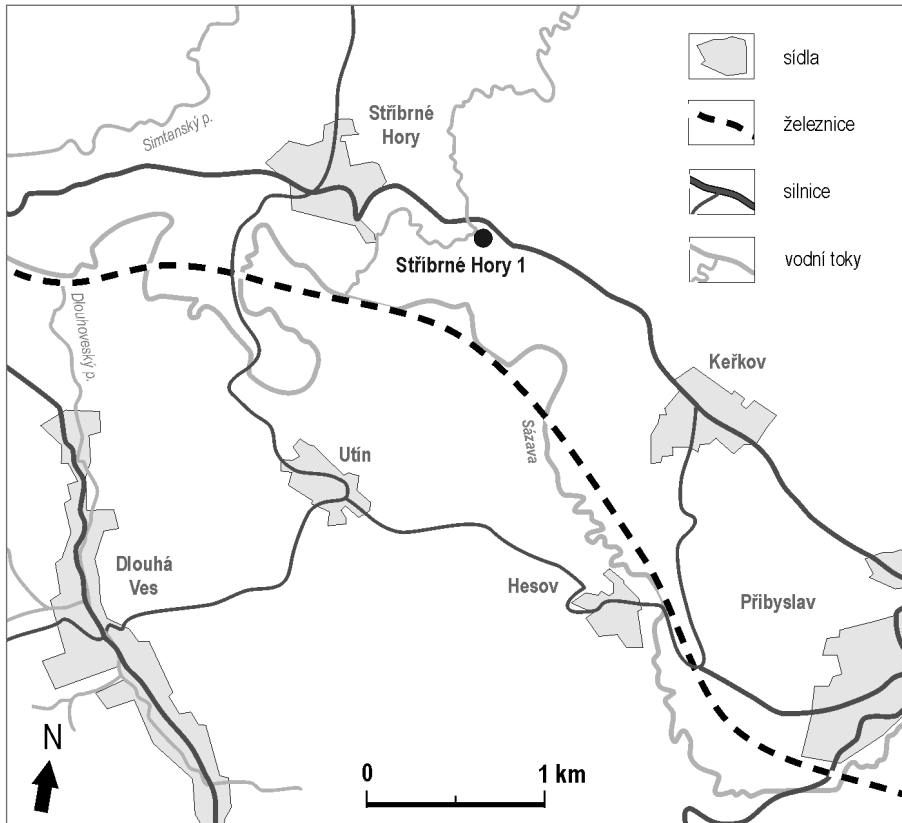 sídla
Stříbrné
Hory
železnice
Simtanský p.
silnice
Stříbrné Hory 1
vodní toky
Dlouhoveský p.
Keřkov
Sázava
Utín
Dlouhá
Ves
Hesov
Přibyslav
N
0
1 km